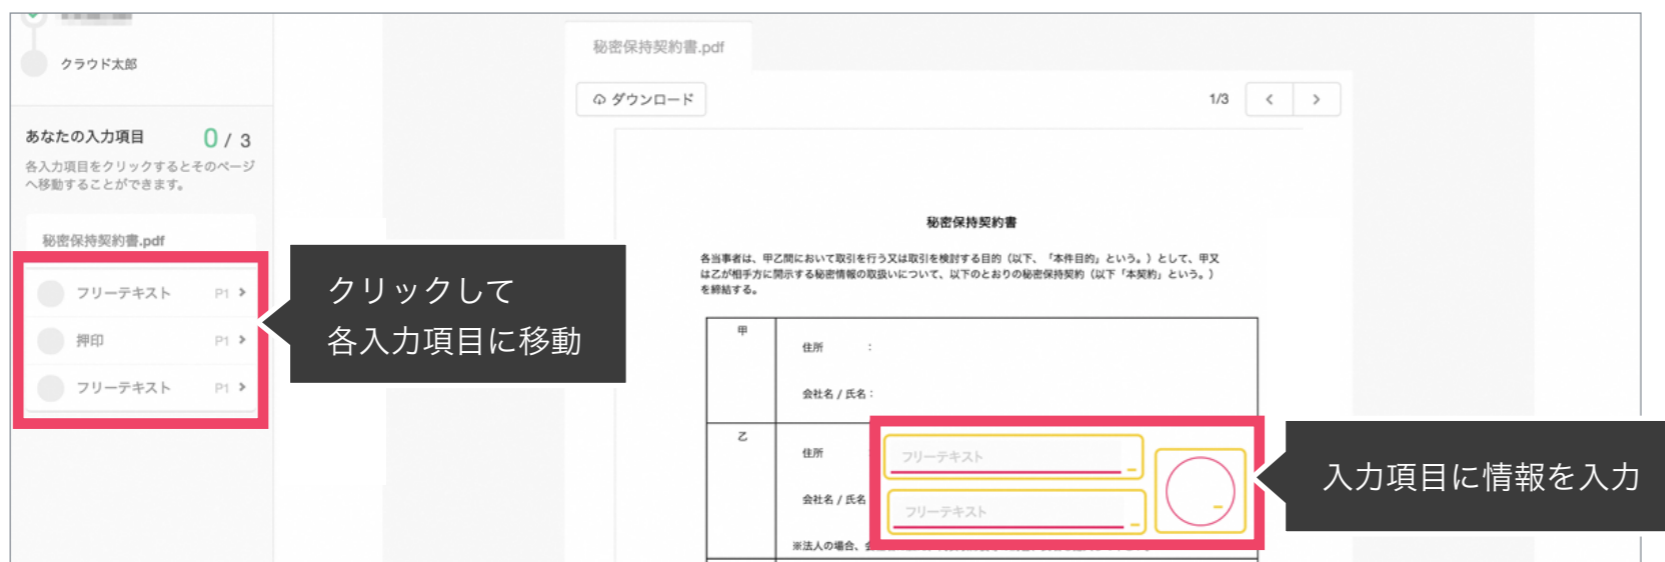 クラウド太郎
あなたの入力項目 0 / 3
各入力項目をクリックするとそのページ
へ移動することができます。
秘密保持契約書.pdf
フリーテキスト P1
押印 P1
フリーテキスト P1
クリックして
各入力項目に移動
秘密保持契約書.pdf
ダウンロード
1/3
秘密保持契約書
各当事者は、甲乙間において取引を行う又は取引を検討する目的（以下、「本件目的」という。）として、甲又
は乙が相手方に開示する秘密情報の取扱いについて、以下のとおりの秘密保持契約（以下「本契約」という。）
を締結する。
甲
住所 ：
会社名 / 氏名：
乙
住所
フリーテキスト
会社名 / 氏名
フリーテキスト
※法人の場合、
入力項目に情報を入力